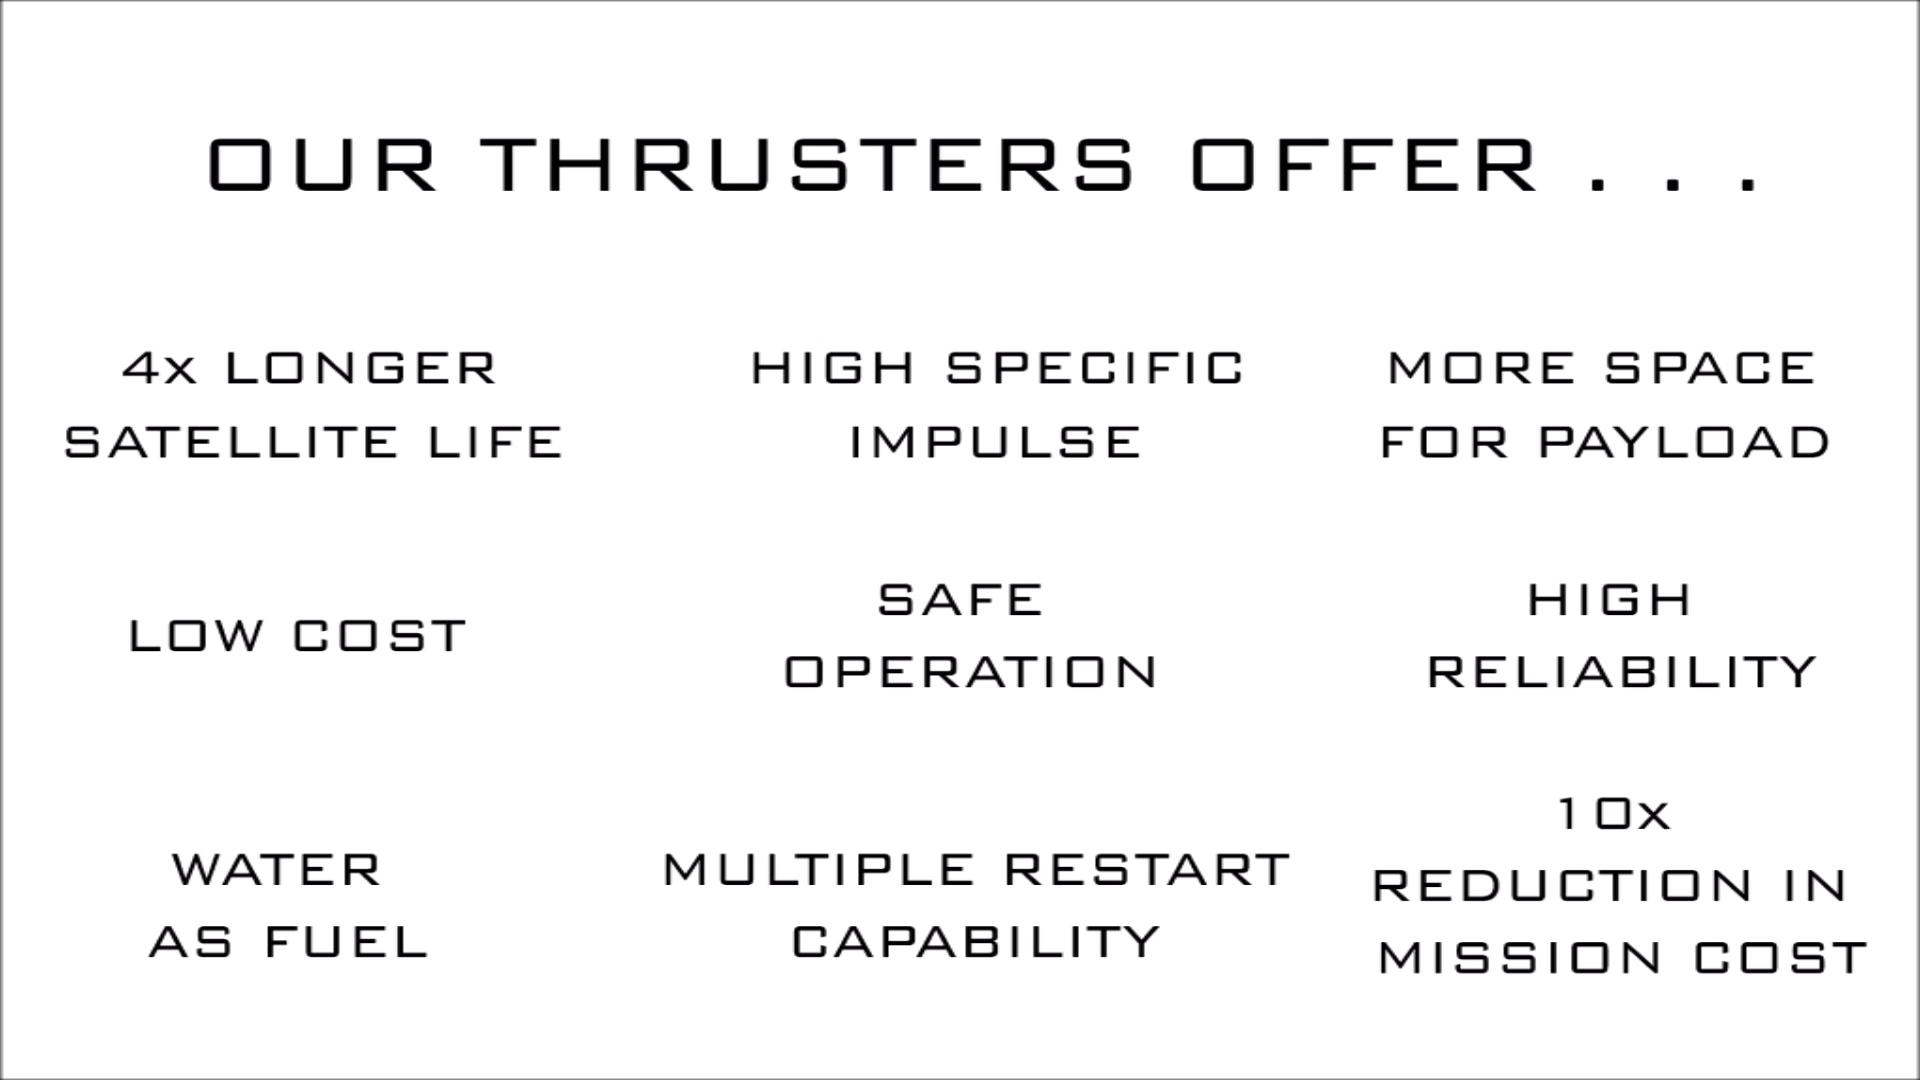 OUR THRUSTERS OFFER . . .
4x LONGER
SATELLITE LIFE
HIGH SPECIFIC
IMPULSE
MORE SPACE
FOR PAYLOAD
LOW COST
SAFE
OPERATION
HIGH
RELIABILITY
WATER
AS FUEL
MULTIPLE RESTART
CAPABILITY
10x
REDUCTION IN
MISSION COST